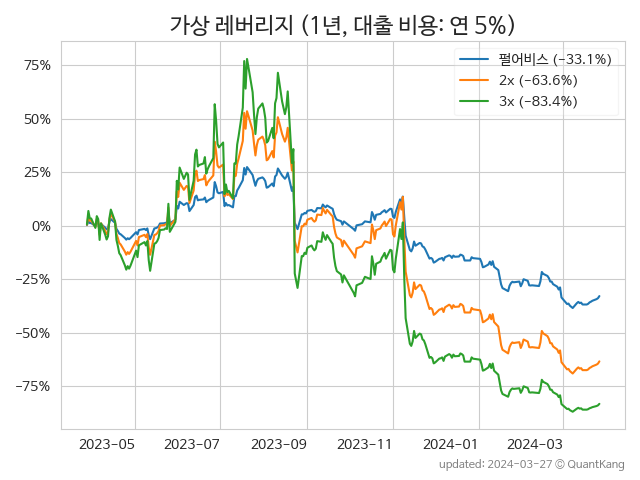 가상 레버리지 (1년, 대출 비용: 연 5%)
펄어비스 (−33.1%)
2x (−63.6%)
3x (−83.4%)
75%
50%
25%
0%
−25%
−50%
−75%
2023-05 2023-07 2023-09 2023-11 2024-01 2024-03
updated: 2024-03-27 © QuantKang